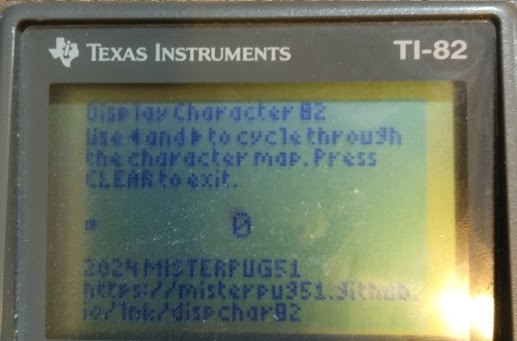 TEXAS INSTRUMENTS TI-82
Display Character 82
Use ◀ and ▶ to cycle through
the character map. Press
CLEAR to exit.
0
2024 MISTERPUG51
https://misterpug51.github.
io/lnk/dispchar82